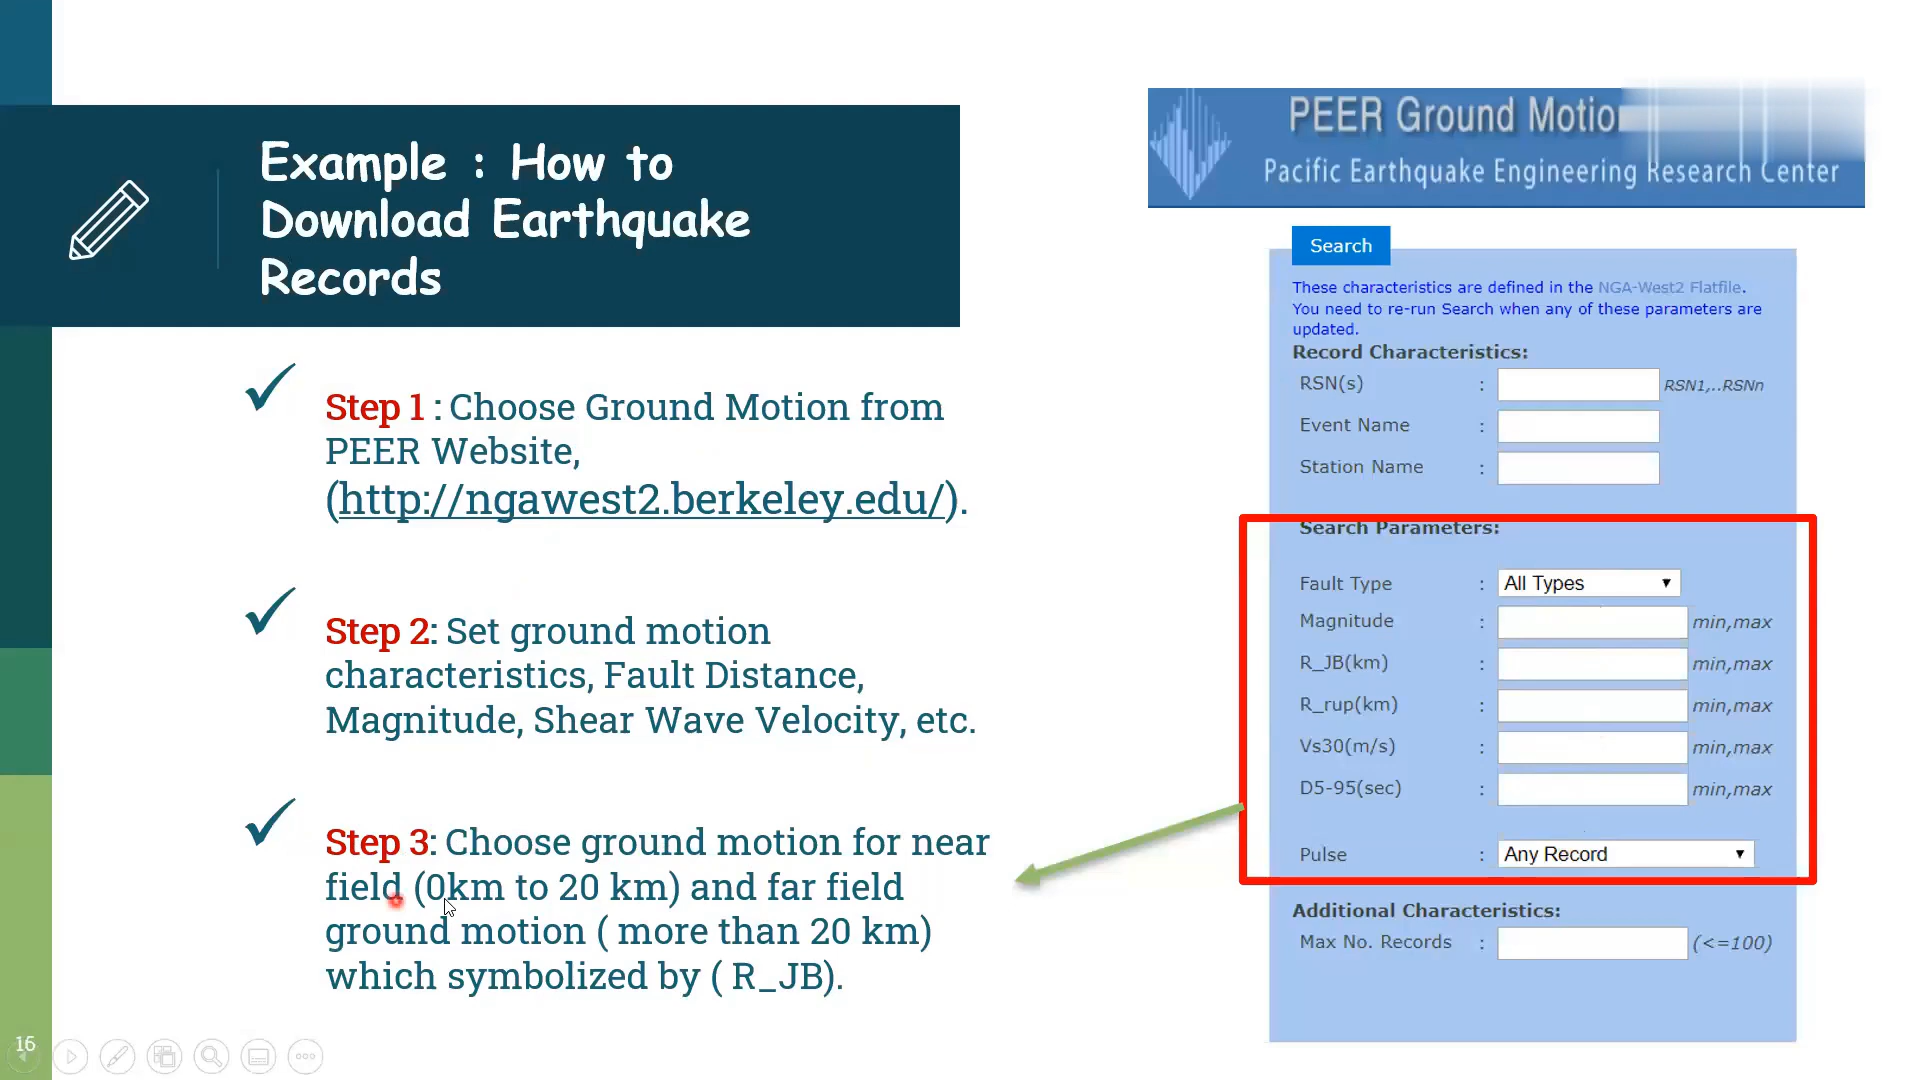 Example : How to
Download Earthquake
Records
Step 1 : Choose Ground Motion from
PEER Website,
(http://ngawest2.berkeley.edu/).
Step 2: Set ground motion
characteristics, Fault Distance,
Magnitude, Shear Wave Velocity, etc.
Step 3: Choose ground motion for near
field (0km to 20 km) and far field
ground motion ( more than 20 km)
which symbolized by ( R_JB).
16
PEER Ground Motion
Pacific Earthquake Engineering Research Center
Search
These characteristics are defined in the NGA-West2 Flatfile.
You need to re-run Search when any of these parameters are
updated.
Record Characteristics:
RSN(s) : RSN1,..RSNn
Event Name :
Station Name :
Search Parameters:
Fault Type : All Types
Magnitude : min,max
R_JB(km) : min,max
R_rup(km) : min,max
Vs30(m/s) : min,max
D5-95(sec) : min,max
Pulse : Any Record
Additional Characteristics:
Max No. Records : (<=100)